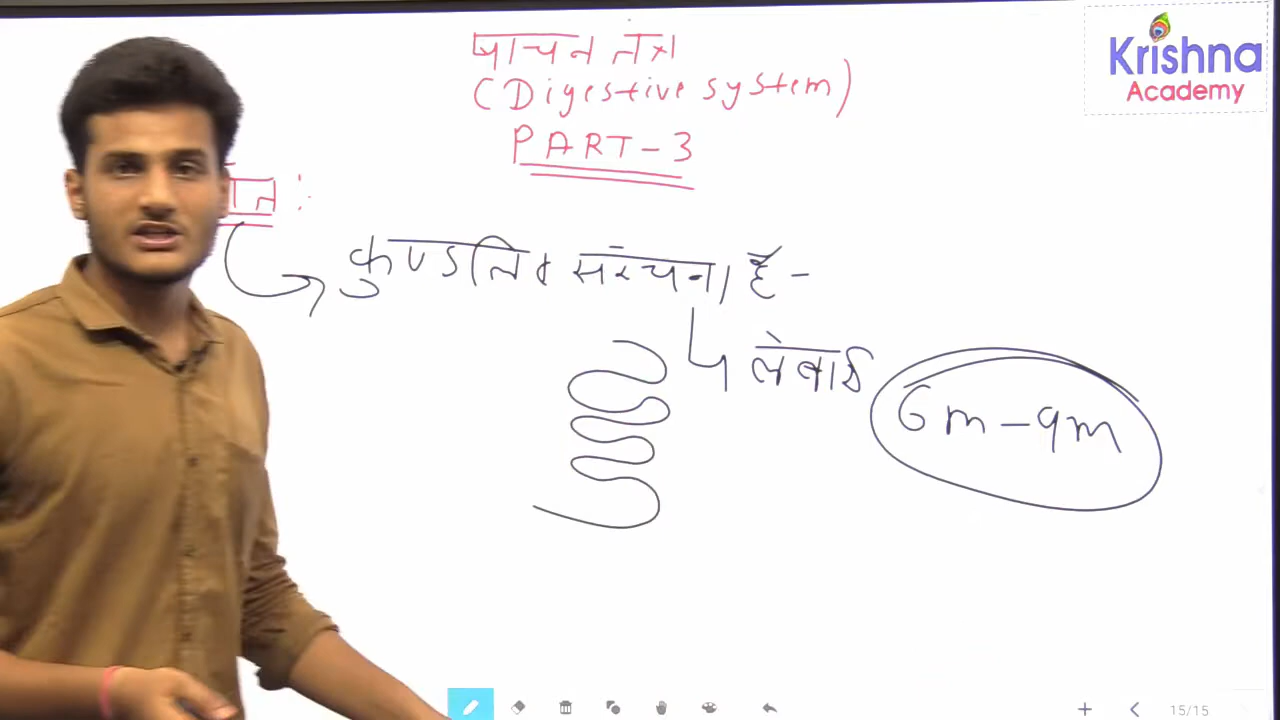 पाचन तंत्र
(Digestive system)
PART-3
Krishna
Academy
कुण्डलित संरचना है -
लंबाई
6m-9m
15/15